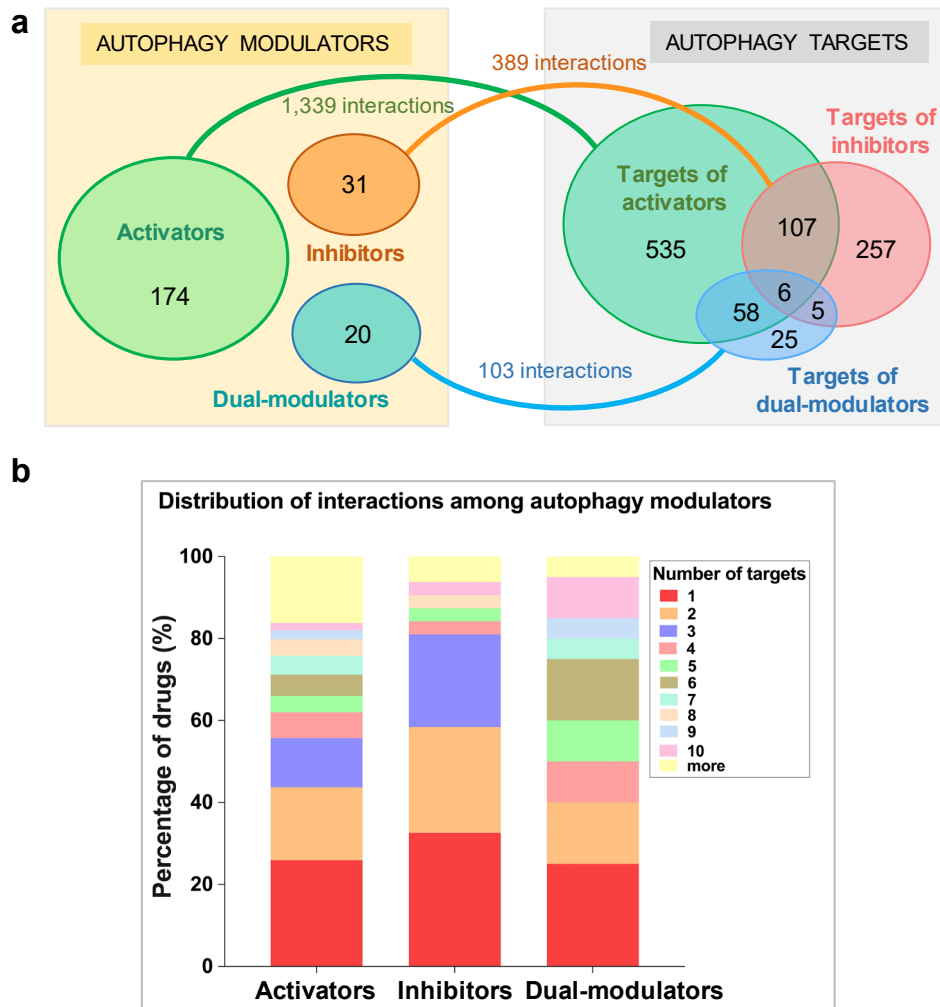 a
AUTOPHAGY MODULATORS
AUTOPHAGY TARGETS
389 interactions
1,339 interactions
Targets of
inhibitors
31
Targets of
activators
Activators
107
Inhibitors
535
257
174
6
58
5
20
25
103 interactions
Dual-modulators
Targets of
dual-modulators
b
Distribution of interactions among autophagy modulators
Percentage of drugs (%)
100
80
60
40
20
0
Number of targets
1
2
3
4
5
6
7
8
9
10
more
Activators
Inhibitors
Dual-modulators